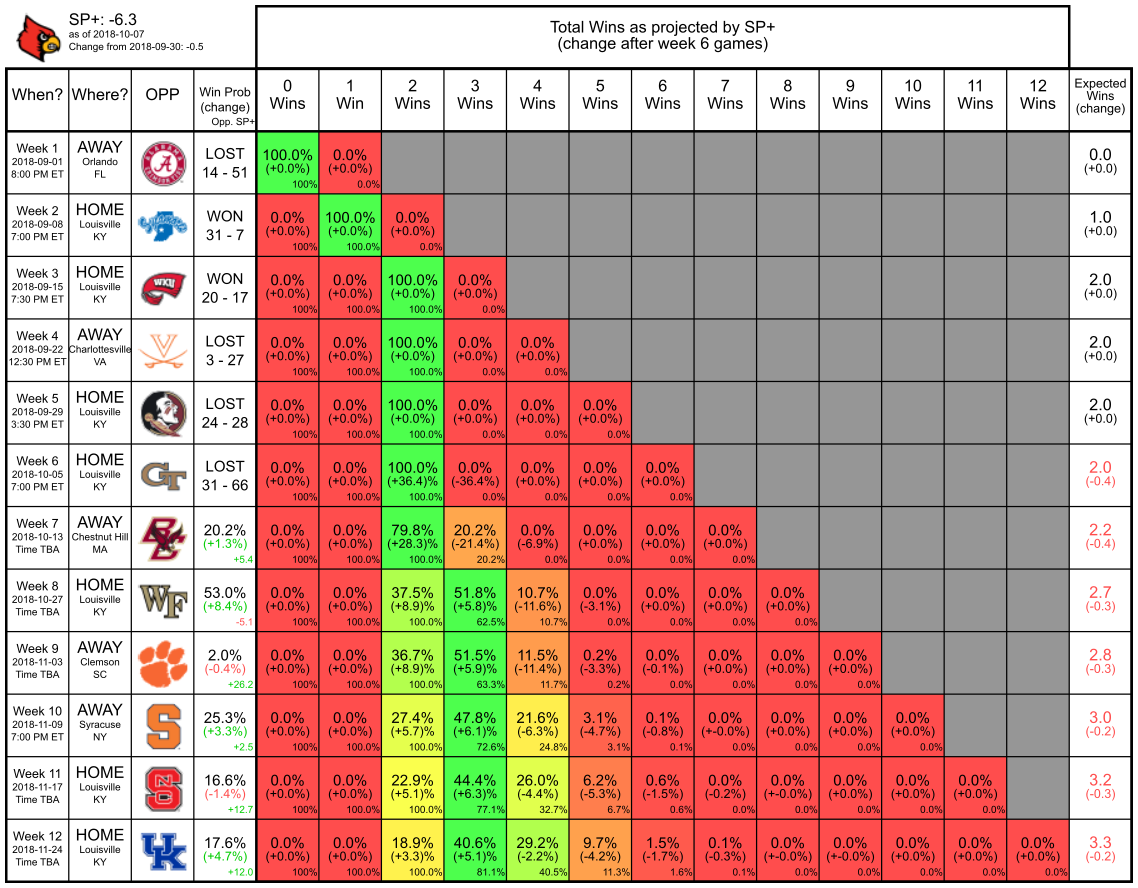 SP+: -6.3
as of 2018-10-07
Change from 2018-09-30: -0.5
Total Wins as projected by SP+
(change after week 6 games)
When? Where? OPP Win Prob (change) Opp. SP+ 0 Wins 1 Win 2 Wins 3 Wins 4 Wins 5 Wins 6 Wins 7 Wins 8 Wins 9 Wins 10 Wins 11 Wins 12 Wins Expected Wins (change)
Week 1 AWAY LOST 100.0% 0.0% 0.0
2018-09-01 Orlando ALABAMA A CRIMSON TIDE (+0.0%) (+0.0%) (+0.0)
8:00 PM ET FL 14 - 51 100% 0.0%
Week 2 HOME WON 0.0% 100.0% 0.0% 1.0
2018-09-08 Louisville Sycamores (+0.0%) (+0.0%) (+0.0%) (+0.0)
7:00 PM ET KY 31 - 7 100% 100.0% 0.0%
Week 3 HOME WON 0.0% 0.0% 100.0% 0.0% 2.0
2018-09-15 Louisville WKU (+0.0%) (+0.0%) (+0.0%) (+0.0%) (+0.0)
7:30 PM ET KY 20 - 17 100% 100.0% 100.0% 0.0%
Week 4 AWAY LOST 0.0% 0.0% 100.0% 0.0% 0.0% 2.0
2018-09-22 Charlottesville V (+0.0%) (+0.0%) (+0.0%) (+0.0%) (+0.0%) (+0.0)
12:30 PM ET VA 3 - 27 100% 100.0% 100.0% 0.0% 0.0%
Week 5 HOME LOST 0.0% 0.0% 100.0% 0.0% 0.0% 0.0% 2.0
2018-09-29 Louisville (+0.0%) (+0.0%) (+0.0%) (+0.0%) (+0.0%) (+0.0%) (+0.0)
3:30 PM ET KY 24 - 28 100% 100.0% 100.0% 0.0% 0.0% 0.0%
Week 6 HOME LOST 0.0% 0.0% 100.0% 0.0% 0.0% 0.0% 0.0% 2.0
2018-10-05 Louisville GT (+0.0%) (+0.0%) (+36.4)% (-36.4%) (+0.0%) (+0.0%) (+0.0%) (-0.4)
7:00 PM ET KY 31 - 66 100% 100.0% 100.0% 0.0% 0.0% 0.0% 0.0%
Week 7 AWAY 20.2% 0.0% 0.0% 79.8% 20.2% 0.0% 0.0% 0.0% 0.0% 2.2
2018-10-13 Chestnut Hill BC (+1.3%) (+0.0%) (+0.0%) (+28.3)% (-21.4%) (-6.9%) (+0.0%) (+0.0%) (+0.0%) (-0.4)
Time TBA MA +5.4 100% 100% 100.0% 20.2% 0.0% 0.0% 0.0% 0.0%
Week 8 HOME 53.0% 0.0% 0.0% 37.5% 51.8% 10.7% 0.0% 0.0% 0.0% 0.0% 2.7
2018-10-27 Louisville WF (+8.4%) (+0.0%) (+0.0%) (+8.9)% (+5.8)% (-11.6%) (-3.1%) (+0.0%) (+0.0%) (+0.0%) (-0.3)
Time TBA KY -5.1 100% 100.0% 100.0% 62.5% 10.7% 0.0% 0.0% 0.0% 0.0%
Week 9 AWAY 2.0% 0.0% 0.0% 36.7% 51.5% 11.5% 0.2% 0.0% 0.0% 0.0% 0.0% 2.8
2018-11-03 Clemson (-0.4%) (+0.0%) (+0.0%) (+8.9)% (+5.9)% (-11.4%) (-3.3%) (-0.1%) (+0.0%) (+0.0%) (+0.0%) (-0.3)
Time TBA SC +26.2 100% 100.0% 100.0% 63.3% 11.7% 0.2% 0.0% 0.0% 0.0% 0.0%
Week 10 AWAY 25.3% 0.0% 0.0% 27.4% 47.8% 21.6% 3.1% 0.1% 0.0% 0.0% 0.0% 0.0% 3.0
2018-11-09 Syracuse S (+3.3%) (+0.0%) (+0.0%) (+5.7)% (+6.1)% (-6.3%) (-4.7%) (-0.8%) (+-0.0%) (+0.0%) (+0.0%) (+0.0%) (-0.2)
7:00 PM ET NY +2.5 100% 100.0% 100.0% 72.6% 24.8% 3.1% 0.1% 0.0% 0.0% 0.0% 0.0%
Week 11 HOME 16.6% 0.0% 0.0% 22.9% 44.4% 26.0% 6.2% 0.6% 0.0% 0.0% 0.0% 0.0% 0.0% 3.2
2018-11-17 Louisville NCS (-1.4%) (+0.0%) (+0.0%) (+5.1)% (+6.3)% (-4.4%) (-5.3%) (-1.5%) (-0.2%) (+-0.0%) (+0.0%) (+0.0%) (+0.0%) (-0.3)
Time TBA KY +12.7 100% 100.0% 100.0% 77.1% 32.7% 6.7% 0.6% 0.0% 0.0% 0.0% 0.0% 0.0%
Week 12 HOME 17.6% 0.0% 0.0% 18.9% 40.6% 29.2% 9.7% 1.5% 0.1% 0.0% 0.0% 0.0% 0.0% 0.0% 3.3
2018-11-24 Louisville UK (+4.7%) (+0.0%) (+0.0%) (+3.3)% (+5.1)% (-2.2%) (-4.2%) (-1.7%) (-0.3%) (+-0.0%) (+-0.0%) (+0.0%) (+0.0%) (+0.0%) (-0.2)
Time TBA KY +12.0 100% 100.0% 100.0% 81.1% 40.5% 11.3% 1.6% 0.1% 0.0% 0.0% 0.0% 0.0% 0.0%